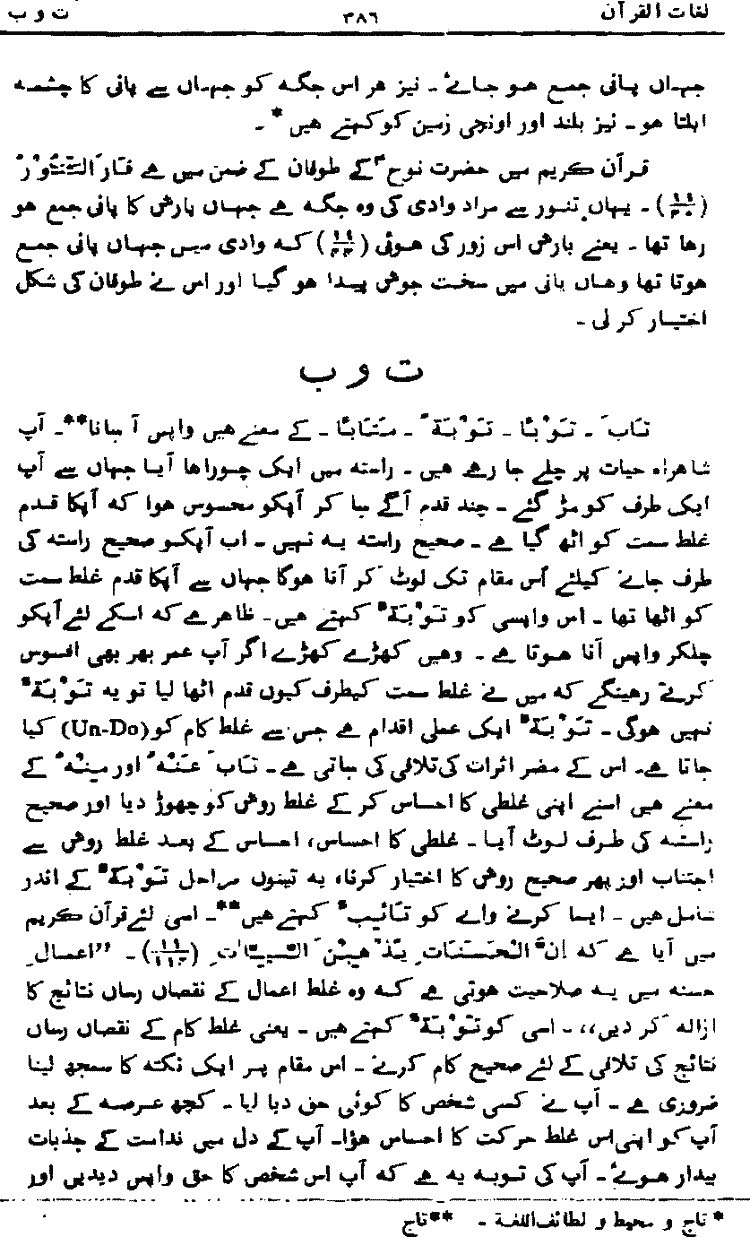 لغات القرآن ۳۸۶ ت و ب
جہاں پانی جمع ہو جائے ۔ نیز ہر اس جگہ کو جہاں سے پانی کا چشمہ
ابلتا ہو ۔ نیز بلند اور اونچی زمین کو کہتے ہیں* ۔
قرآن کریم میں حضرت نوحؑ کے طوفان کے ضمن میں ہے فَارَ التَّنُّوْرُ
(۱۱/۴۰) ۔ یہاں تنور سے مراد وادی کی وہ جگہ ہے جہاں بارش کا پانی جمع ہو
رہا تھا ۔ یعنے بارش اس زور کی ہوئی (۱۱/۴۴) کہ وادی میں جہاں پانی جمع
ہوتا تھا وہاں پانی میں سخت جوش پیدا ہو گیا اور اس نے طوفان کی شکل
اختیار کر لی ۔
ت و ب
تَابَ ۔ تَوْبًا ۔ تَوْبَةً ۔ مَتَابًا ۔ کے معنے ہیں واپس آ جانا** ۔ آپ
شاہراہ حیات پر چلے جا رہے ہیں ۔ راستہ میں ایک چوراہا آیا جہاں سے آپ
ایک طرف کو مڑ گئے ۔ چند قدم آگے جا کر آپکو محسوس ہوا کہ آپکا قدم
غلط سمت کو اٹھ گیا ہے ۔ صحیح راستہ یہ نہیں ۔ اب آپکو صحیح راستہ کی
طرف جانے کیلئے اس مقام تک لوٹ کر آنا ہوگا جہاں سے آپکا قدم غلط سمت
کو اٹھا تھا ۔ اس واپسی کو تَوْبَةٌ کہتے ہیں ۔ ظاہر ہے کہ اسکے لئے آپکو
چلکر واپس آنا ہوتا ہے ۔ وہیں کھڑے کھڑے اگر آپ عمر بھر بھی افسوس
کرتے رہینگے کہ میں نے غلط سمت کیطرف کیوں قدم اٹھا لیا تو یہ تَوْبَةٌ
نہیں ہوگی ۔ تَوْبَةٌ ایک عملی اقدام ہے جس سے غلط کام کو (Un-Do) کیا
جاتا ہے ۔ اس کے مضر اثرات کی تلافی کی جاتی ہے ۔ تَابَ عَنْهُ اور مِنْهُ کے
معنے ہیں اسنے اپنی غلطی کا احساس کر کے غلط روش کو چھوڑ دیا اور صحیح
راستہ کی طرف لوٹ آیا ۔ غلطی کا احساس، احساس کے بعد غلط روش سے
اجتناب اور پھر صحیح روش کا اختیار کرنا، یہ تینوں مراحل تَوْبَةٌ کے اندر
شامل ہیں ۔ ایسا کرنے والے کو تَائِبٌ کہتے ہیں** ۔ اسی لئے قرآن کریم
میں آیا ہے کہ اِنَّ الْحَسَنَاتِ یُذْهِبْنَ السَّیِّاٰتِ (۱۱/۱۱۴) ۔ ”اعمال
حسنہ میں یہ صلاحیت ہوتی ہے کہ وہ غلط اعمال کے نقصاں رساں نتائج کا
ازالہ کر دیں،، ۔ اسی کو تَوْبَةٌ کہتے ہیں ۔ یعنی غلط کام کے نقصاں رساں
نتائج کی تلافی کے لئے صحیح کام کرنے ۔ اس مقام پر ایک نکتہ کا سمجھ لینا
ضروری ہے ۔ آپ نے کسی شخص کا کوئی حق دبا لیا ۔ کچھ عرصہ کے بعد
آپ کو اپنی اس غلط حرکت کا احساس ہؤا۔ آپ کے دل میں ندامت کے جذبات
بیدار ہوئے ۔ آپ کی توبہ یہ ہے کہ آپ اس شخص کا حق واپس دیدیں اور
* تاج و محیط و لطائف اللغة ۔ **تاج